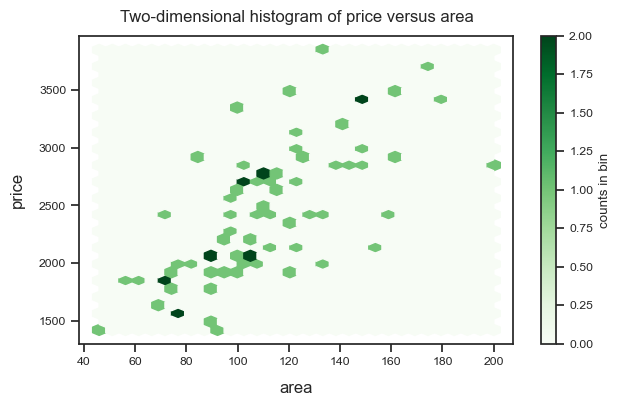 Two-dimensional histogram of price versus area
price
3500
3000
2500
2000
1500
40 60 80 100 120 140 160 180 200
area
2.00
1.75
1.50
1.25
1.00
0.75
0.50
0.25
0.00
counts in bin